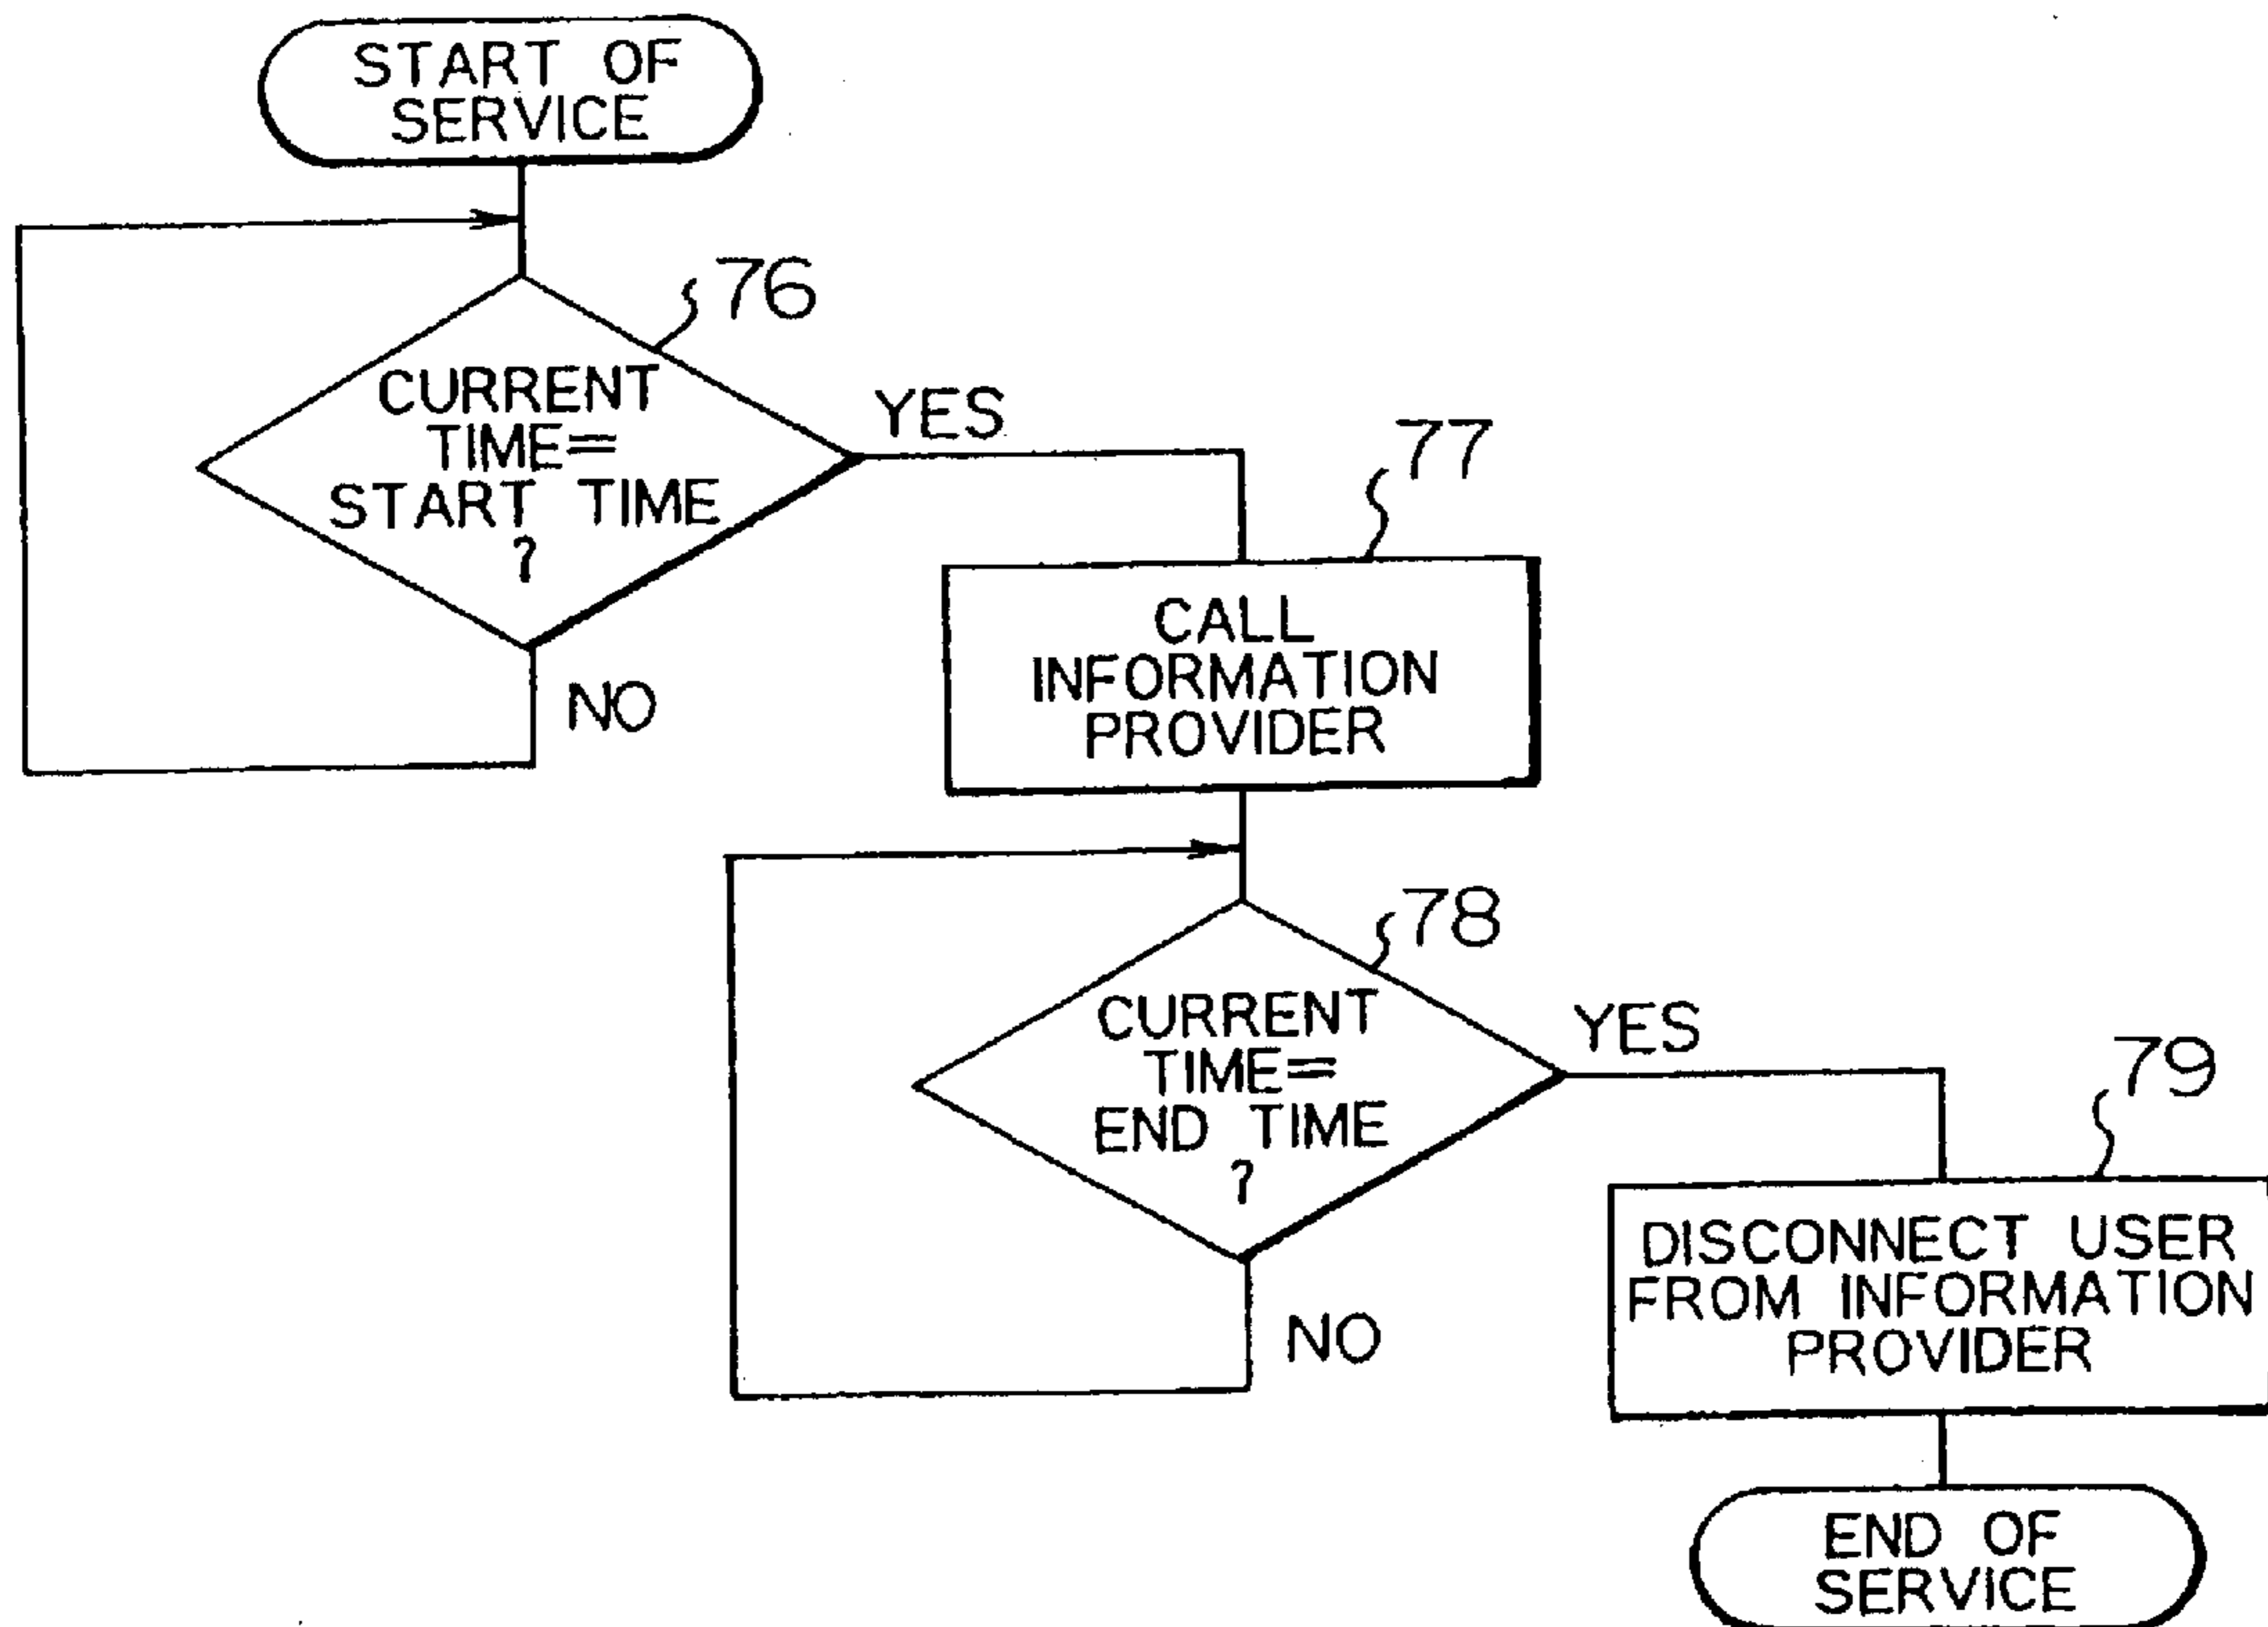 START OF
SERVICE
76
CURRENT
TIME=
START TIME
?
YES
NO
77
CALL
INFORMATION
PROVIDER
78
CURRENT
TIME=
END TIME
?
YES
NO
79
DISCONNECT USER
FROM INFORMATION
PROVIDER
END OF
SERVICE